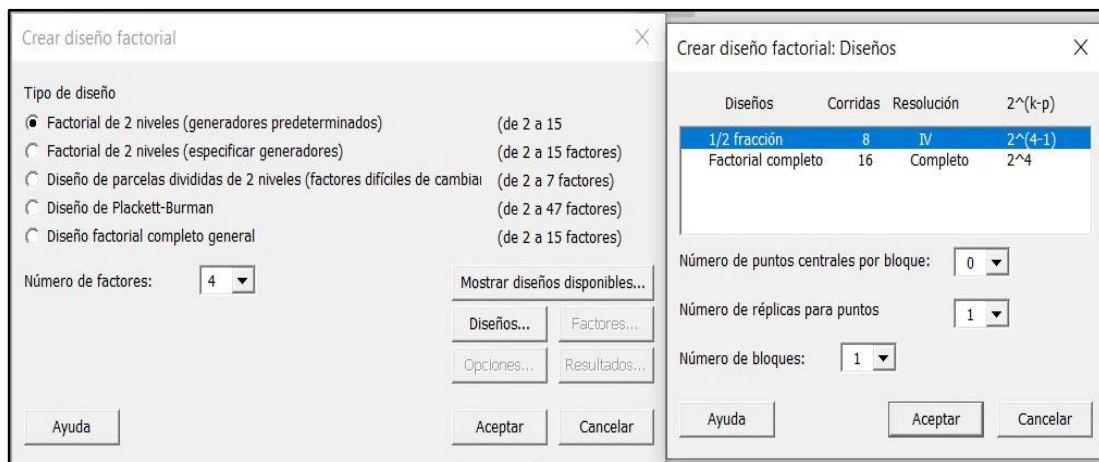 Crear diseño factorial
Tipo de diseño
Factorial de 2 niveles (generadores predeterminados) (de 2 a 15
Factorial de 2 niveles (especificar generadores) (de 2 a 15 factores)
Diseño de parcelas divididas de 2 niveles (factores difíciles de cambiar (de 2 a 7 factores)
Diseño de Plackett-Burman (de 2 a 47 factores)
Diseño factorial completo general (de 2 a 15 factores)
Número de factores: 4
Mostrar diseños disponibles...
Diseños... Factores...
Opciones... Resultados...
Ayuda Aceptar Cancelar
Crear diseño factorial: Diseños
Diseños Corridas Resolución 2^(k-p)
1/2 fracción 8 IV 2^(4-1)
Factorial completo 16 Completo 2^4
Número de puntos centrales por bloque: 0
Número de réplicas para puntos 1
Número de bloques: 1
Ayuda Aceptar Cancelar